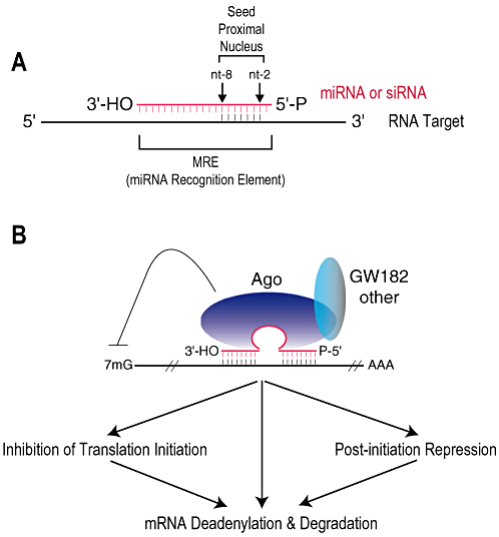 Seed
Proximal
Nucleus
A
nt-8 nt-2
3'-HO 5'-P miRNA or siRNA
5' 3' RNA Target
MRE
(miRNA Recognition Element)
B
Ago GW182
other
3'-HO P-5'
7mG AAA
Inhibition of Translation Initiation Post-initiation Repression
mRNA Deadenylation & Degradation